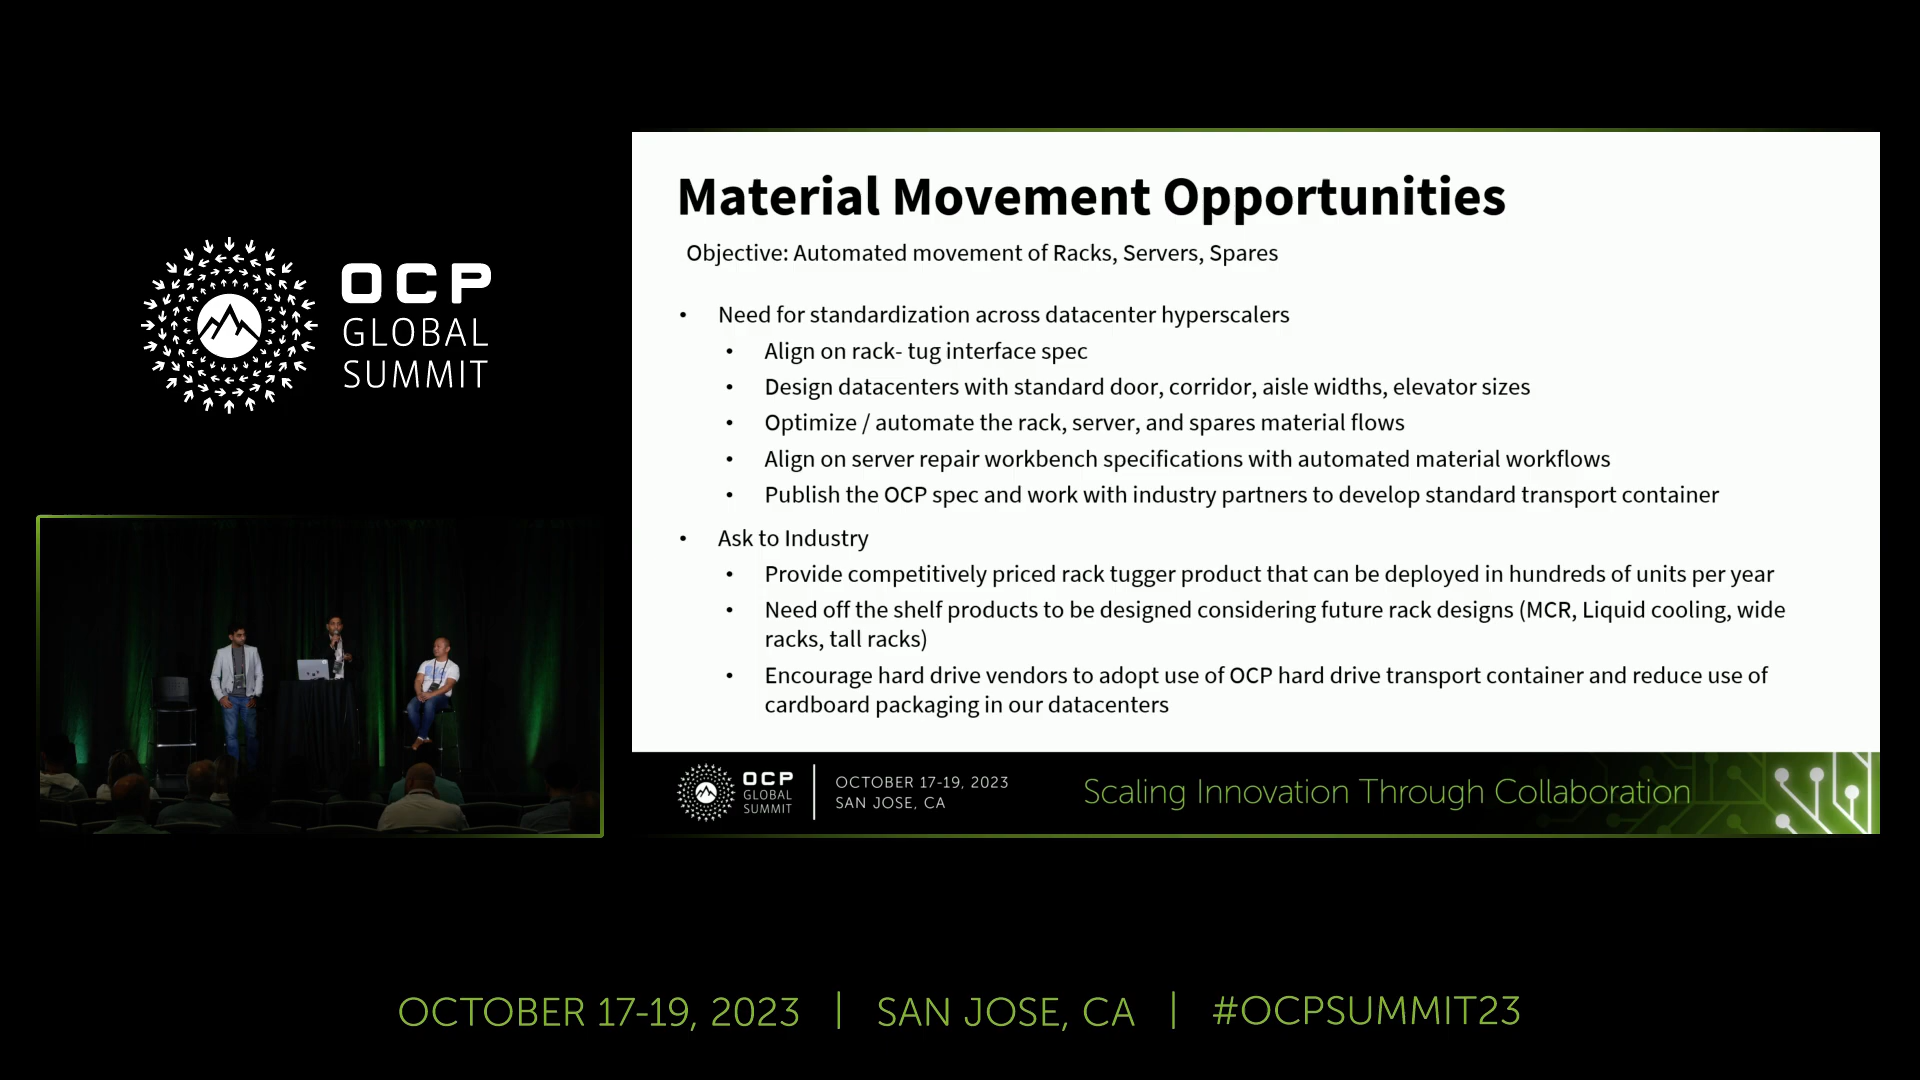 OCP
GLOBAL
SUMMIT
Material Movement Opportunities
Objective: Automated movement of Racks, Servers, Spares
• Need for standardization across datacenter hyperscalers
• Align on rack- tug interface spec
• Design datacenters with standard door, corridor, aisle widths, elevator sizes
• Optimize / automate the rack, server, and spares material flows
• Align on server repair workbench specifications with automated material workflows
• Publish the OCP spec and work with industry partners to develop standard transport container
• Ask to Industry
• Provide competitively priced rack tugger product that can be deployed in hundreds of units per year
• Need off the shelf products to be designed considering future rack designs (MCR, Liquid cooling, wide
racks, tall racks)
• Encourage hard drive vendors to adopt use of OCP hard drive transport container and reduce use of
cardboard packaging in our datacenters
OCP
GLOBAL
SUMMIT
OCTOBER 17-19, 2023
SAN JOSE, CA
Scaling Innovation Through Collaboration
OCTOBER 17-19, 2023 | SAN JOSE, CA | #OCPSUMMIT23